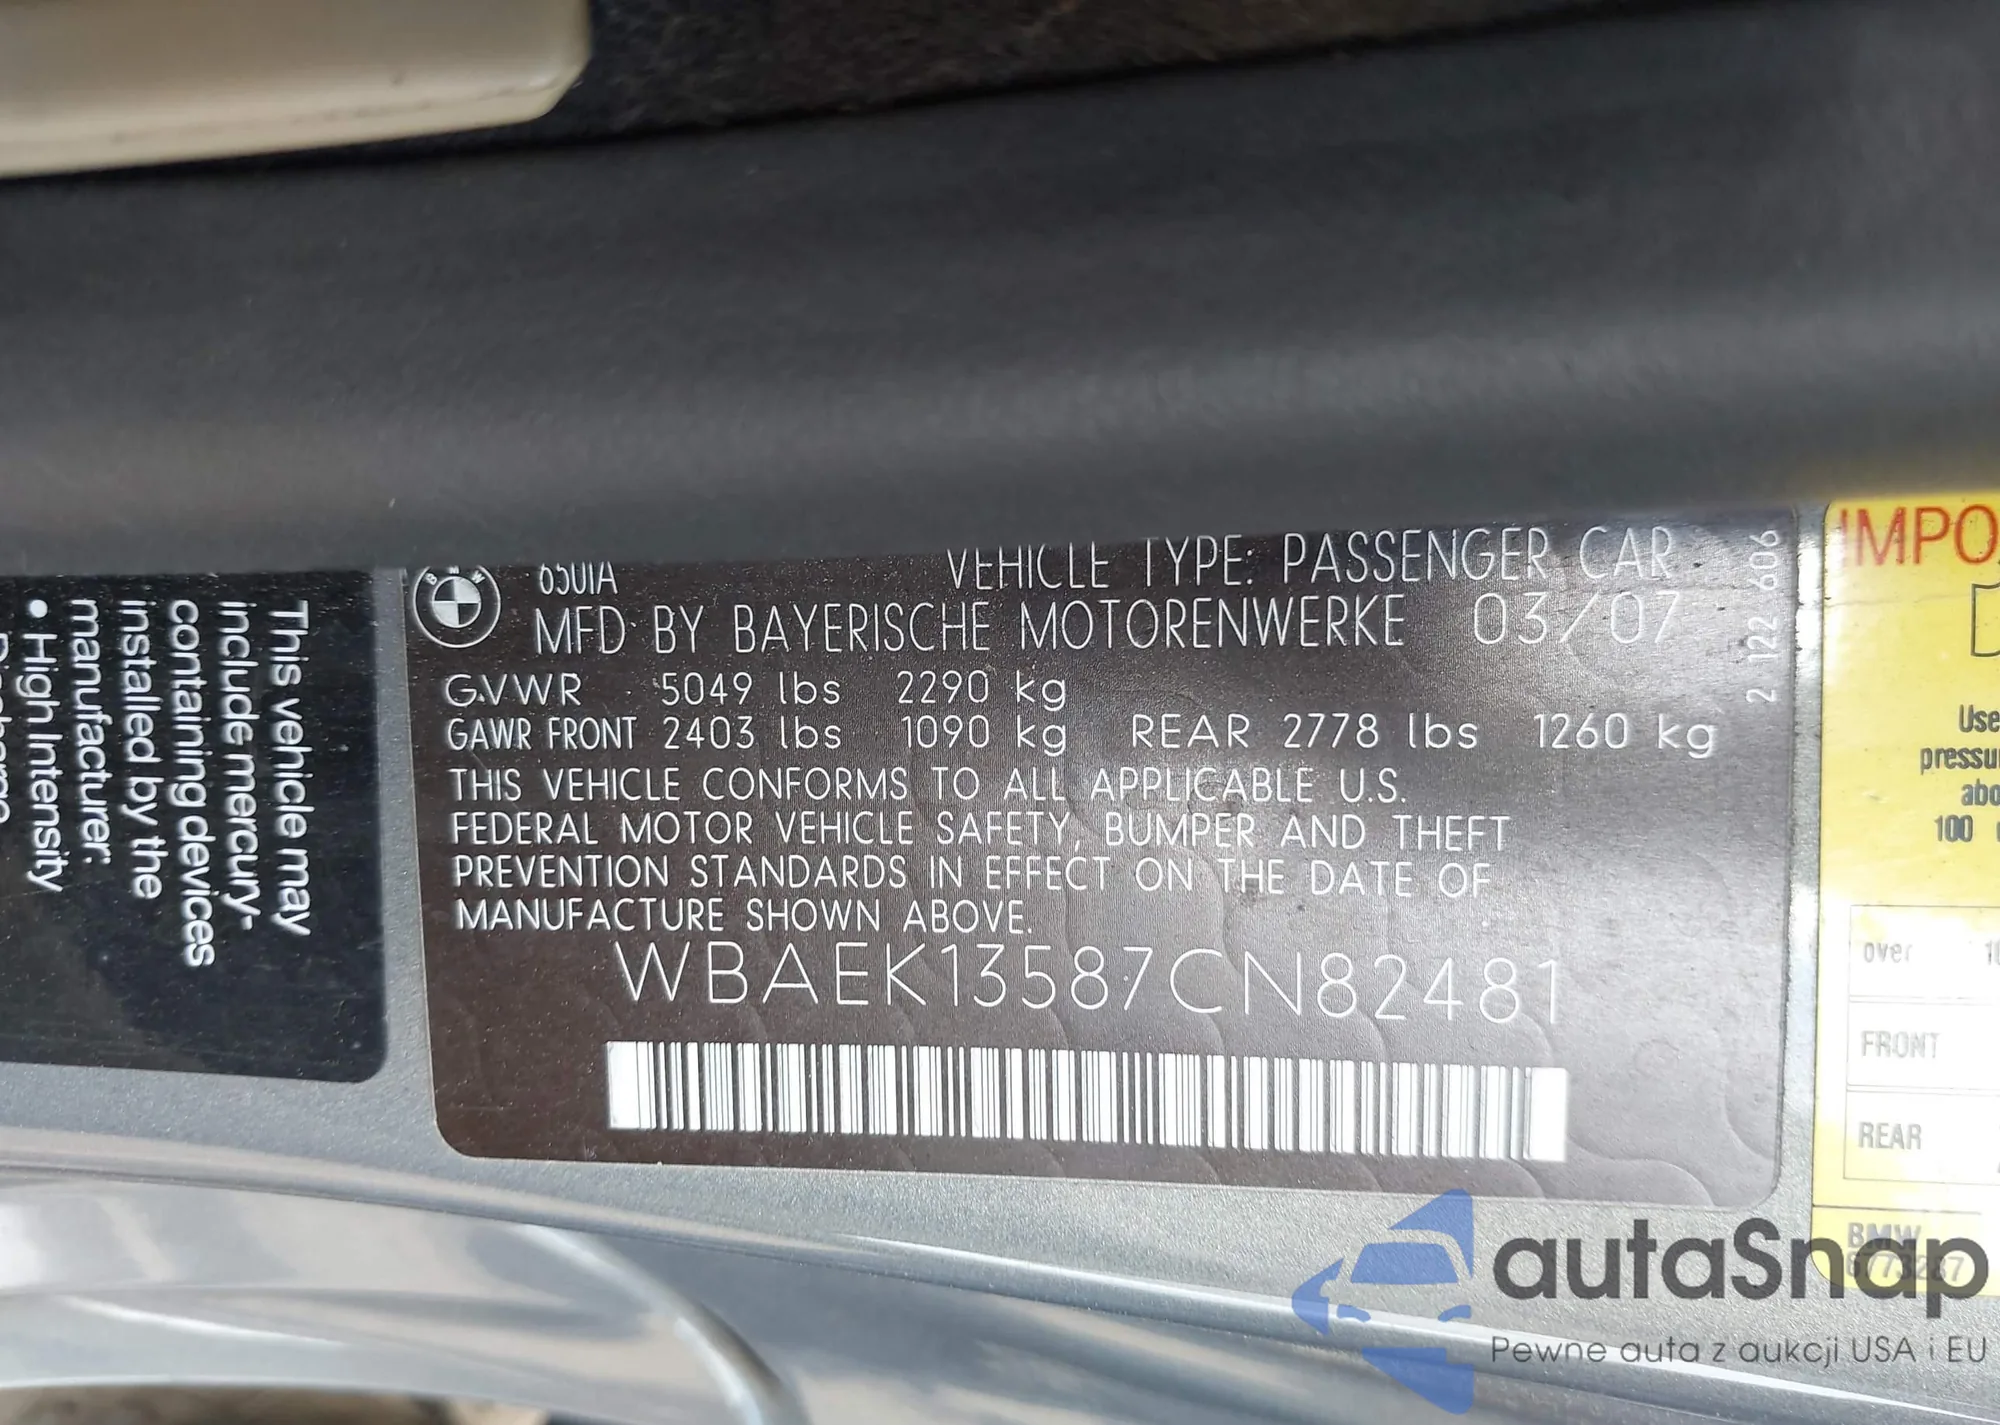 This vehicle may
include mercury-
containing devices
installed by the
manufacturer:
• High Intensity
BMW
650IA
VEHICLE TYPE: PASSENGER CAR
MFD BY BAYERISCHE MOTORENWERKE 03/07
GVWR 5049 lbs 2290 kg
GAWR FRONT 2403 lbs 1090 kg REAR 2778 lbs 1260 kg
THIS VEHICLE CONFORMS TO ALL APPLICABLE U.S.
FEDERAL MOTOR VEHICLE SAFETY, BUMPER AND THEFT
PREVENTION STANDARDS IN EFFECT ON THE DATE OF
MANUFACTURE SHOWN ABOVE.
WBAEK13587CN82481
2 122 606
IMPO
Use
pressu
abo
100
over
FRONT
REAR
BMW
autaSnap
Pewne auta z aukcji USA i EU